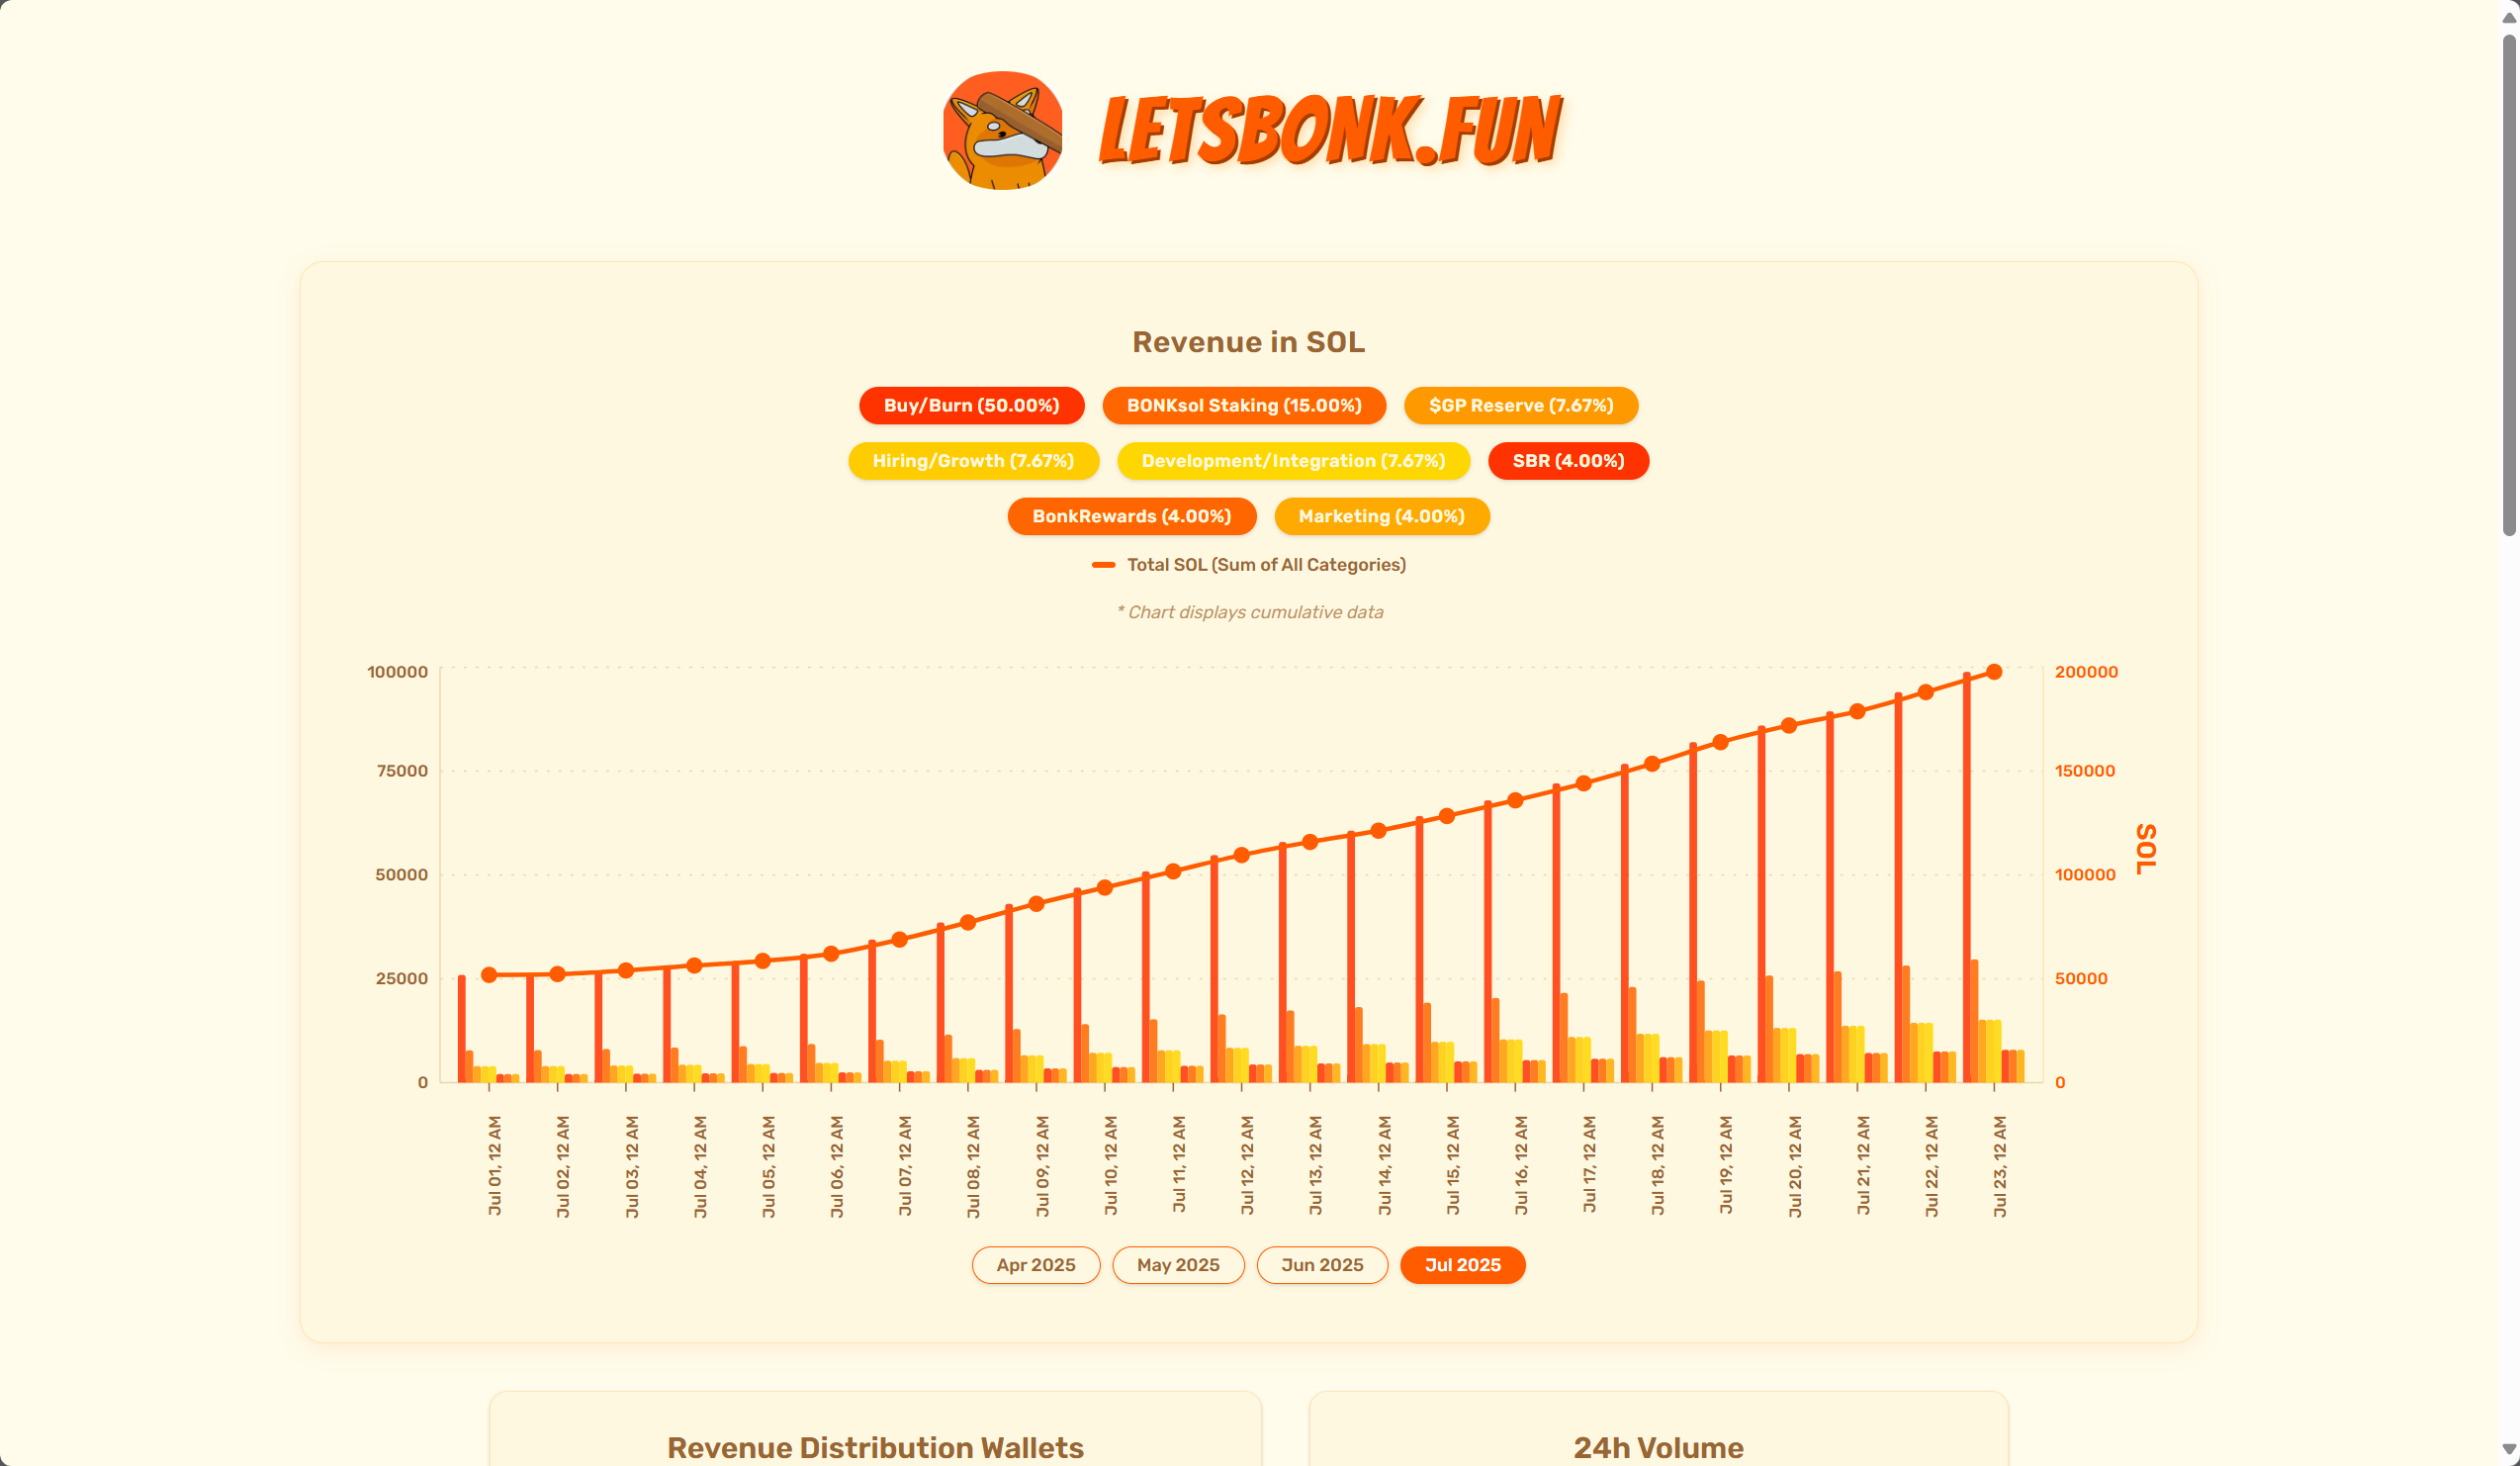 LETSBONK.FUN
Revenue in SOL
Buy/Burn (50.00%) BONKsol Staking (15.00%) $GP Reserve (7.67%)
Hiring/Growth (7.67%) Development/Integration (7.67%) SBR (4.00%)
BonkRewards (4.00%) Marketing (4.00%)
Total SOL (Sum of All Categories)
* Chart displays cumulative data
100000 200000
75000 150000
SOL
50000 100000
25000 50000
0 0
Jul 01, 12 AM
Jul 02, 12 AM
Jul 03, 12 AM
Jul 04, 12 AM
Jul 05, 12 AM
Jul 06, 12 AM
Jul 07, 12 AM
Jul 08, 12 AM
Jul 09, 12 AM
Jul 10, 12 AM
Jul 11, 12 AM
Jul 12, 12 AM
Jul 13, 12 AM
Jul 14, 12 AM
Jul 15, 12 AM
Jul 16, 12 AM
Jul 17, 12 AM
Jul 18, 12 AM
Jul 19, 12 AM
Jul 20, 12 AM
Jul 21, 12 AM
Jul 22, 12 AM
Jul 23, 12 AM
Apr 2025 May 2025 Jun 2025 Jul 2025
Revenue Distribution Wallets
24h Volume